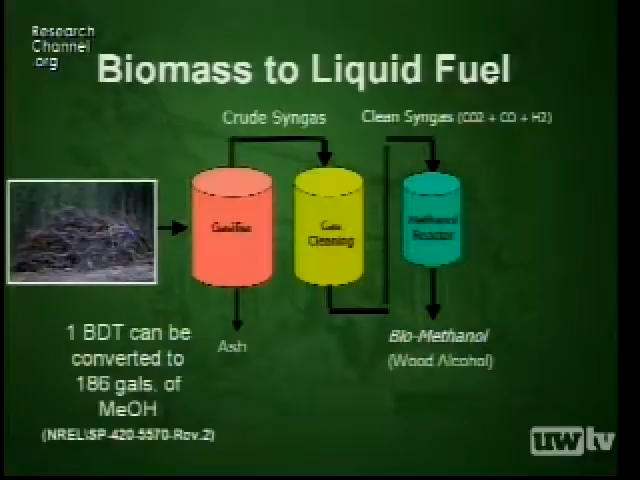 Research
Channel
.org
Biomass to Liquid Fuel
Crude Syngas
Clean Syngas (CO2 + CO + H2)
Gas
Cleaning
Methanol
Reactor
Ash
Bio-Methanol
(Wood Alcohol)
1 BDT can be
converted to
186 gals. of
MeOH
(NREL\SP-420-5570-Rev.2)
uwtv